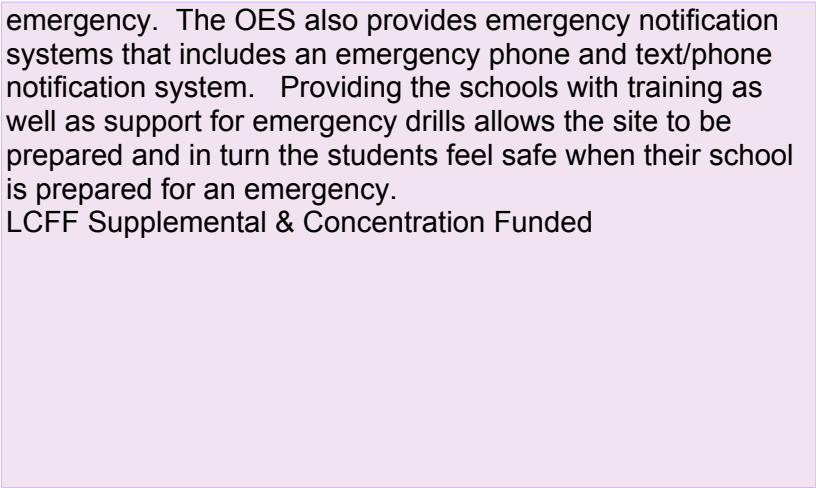 emergency.  The OES also provides emergency notification
systems that includes an emergency phone and text/phone
notification system.   Providing the schools with training as
well as support for emergency drills allows the site to be
prepared and in turn the students feel safe when their school
is prepared for an emergency.
LCFF Supplemental & Concentration Funded